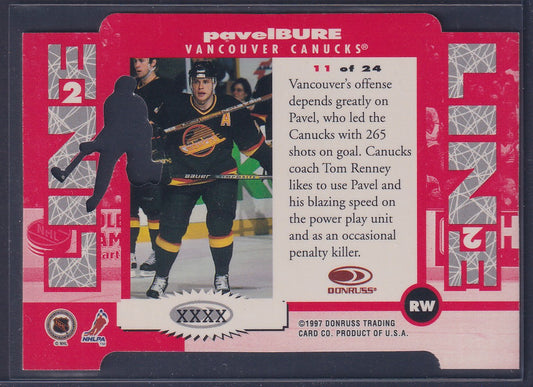 pavelBURE
VANCOUVER CANUCKS®
11 of 24
LINE
2
Vancouver's offense
depends greatly on
Pavel, who led the
Canucks with 265
shots on goal. Canucks
coach Tom Renney
likes to use Pavel and
his blazing speed on
the power play unit
and as an occasional
penalty killer.
DONRUSS®
LINE
2
A
bauer
NHL
XXXX
RW
© NHL
NHLPA
©1997 DONRUSS TRADING
CARD CO. PRODUCT OF U.S.A.